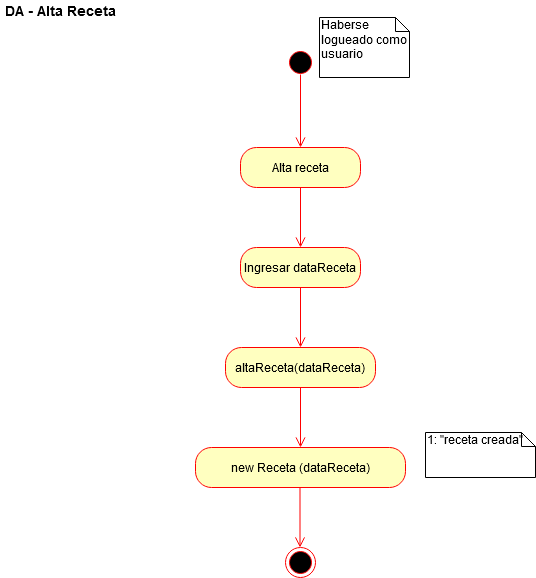 DA - Alta Receta
Haberse
logueado como
usuario
Alta receta
Ingresar dataReceta
altaReceta(dataReceta)
new Receta (dataReceta)
1: "receta creada"